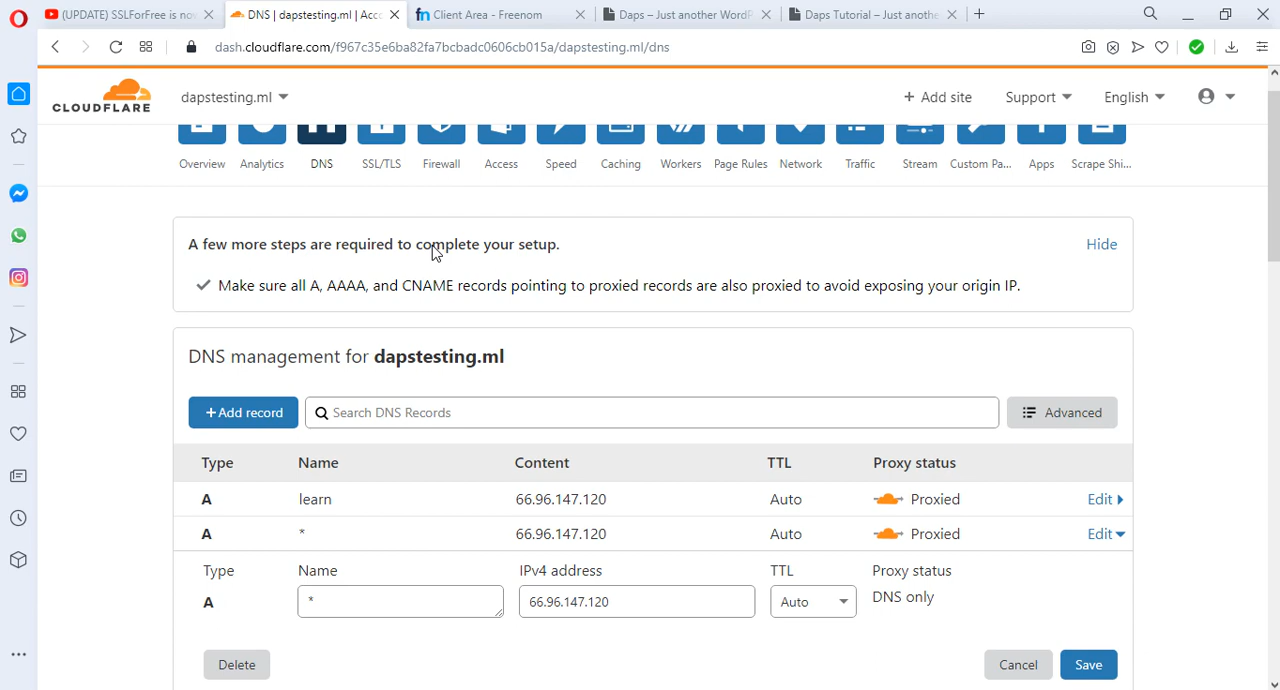 (UPDATE) SSLForFree is no
DNS | dapstesting.ml | Acc
fn Client Area - Freenom
Daps – Just another WordP
Daps Tutorial – Just anothe
dash.cloudflare.com/f967c35e6ba82fa7bcbadc0606cb015a/dapstesting.ml/dns
CLOUDFLARE
dapstesting.ml
+ Add site
Support
English
Overview
Analytics
DNS
SSL/TLS
Firewall
Access
Speed
Caching
Workers
Page Rules
Network
Traffic
Stream
Custom Pa...
Apps
Scrape Shi...
A few more steps are required to complete your setup.
Hide
Make sure all A, AAAA, and CNAME records pointing to proxied records are also proxied to avoid exposing your origin IP.
DNS management for dapstesting.ml
+Add record
Search DNS Records
Advanced
Type Name Content TTL Proxy status
A learn 66.96.147.120 Auto Proxied Edit
A * 66.96.147.120 Auto Proxied Edit
Type Name IPv4 address TTL Proxy status
A * 66.96.147.120 Auto DNS only
Delete
Cancel
Save